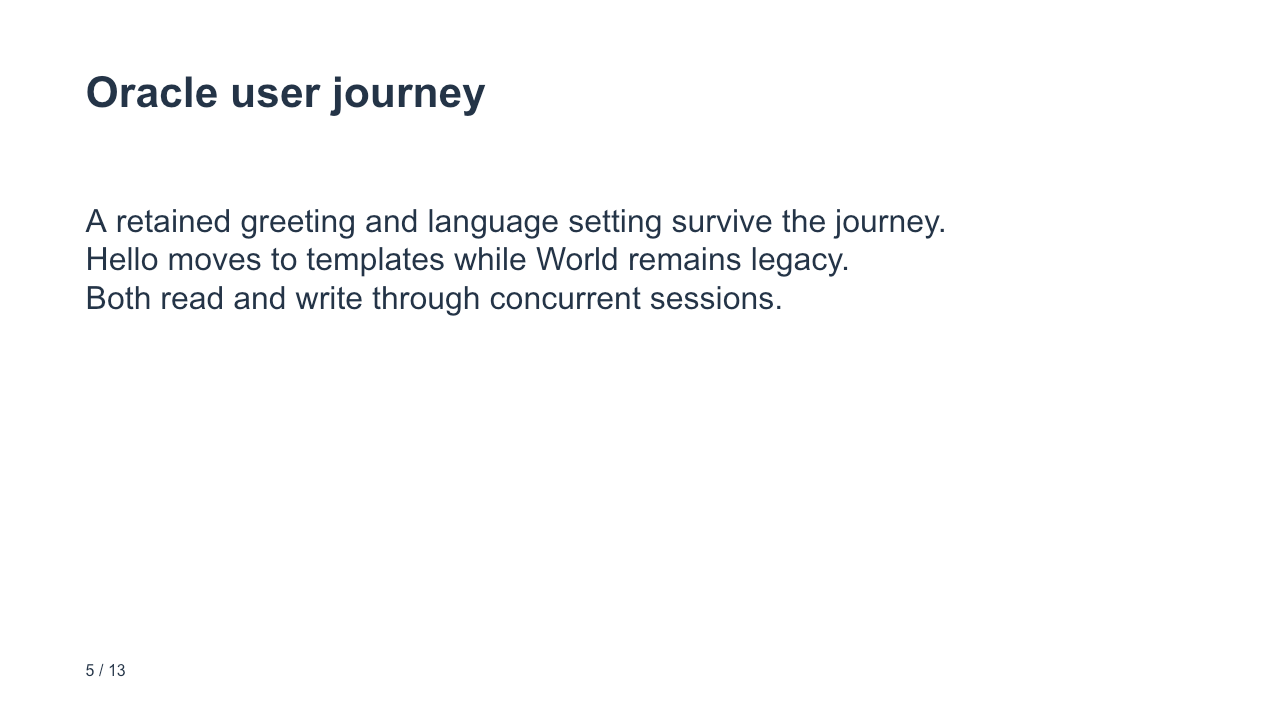 Oracle user journey
A retained greeting and language setting survive the journey.
Hello moves to templates while World remains legacy.
Both read and write through concurrent sessions.
5 / 13